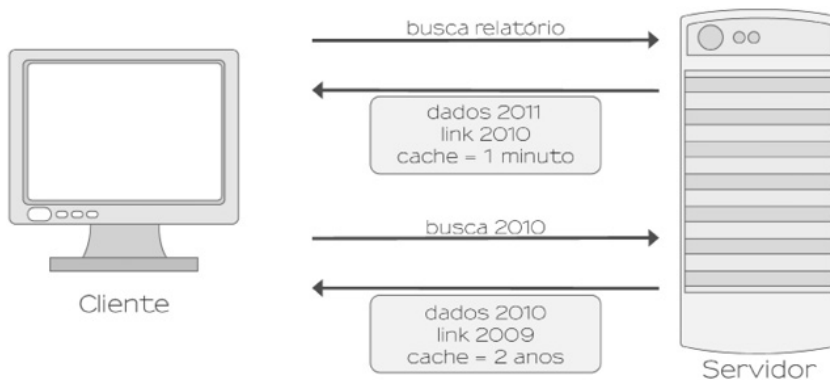 busca relatório
dados 2011
link 2010
cache = 1 minuto
busca 2010
dados 2010
link 2009
cache = 2 anos
Cliente
Servidor